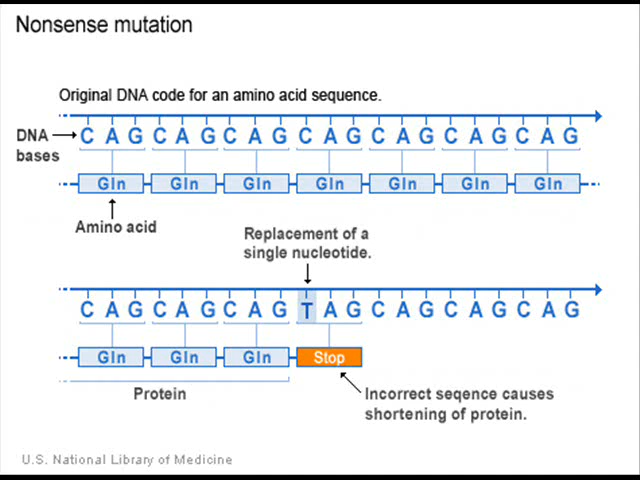 Nonsense mutation
Original DNA code for an amino acid sequence.
DNA bases
C A G C A G C A G C A G C A G C A G C A G
Gln Gln Gln Gln Gln Gln Gln
Amino acid
Replacement of a
single nucleotide.
C A G C A G C A G T A G C A G C A G C A G
Gln Gln Gln Stop
Protein
Incorrect seqence causes
shortening of protein.
U.S. National Library of Medicine